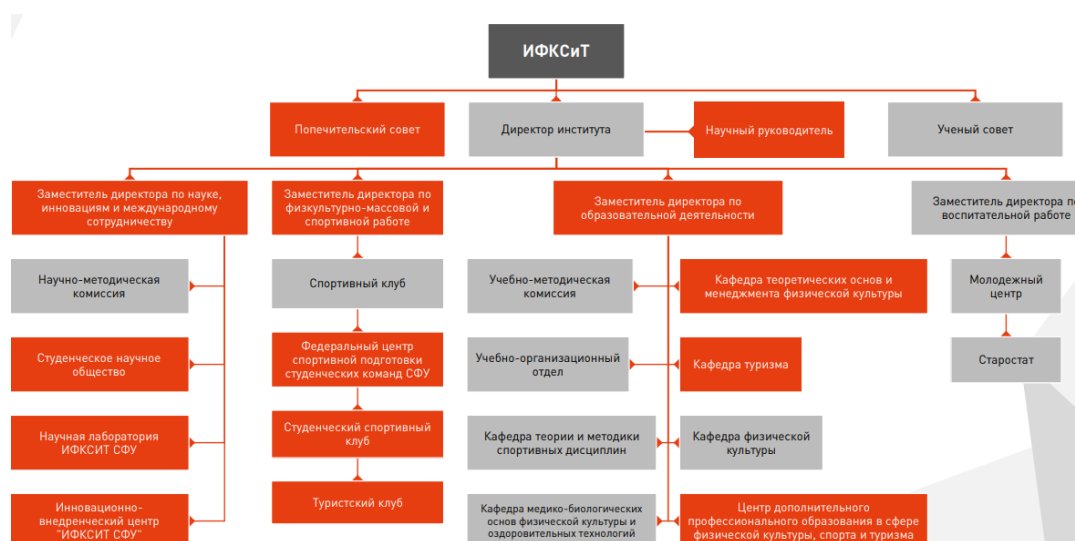 ИФКСиТ
Попечительский совет
Директор института
Научный руководитель
Ученый совет
Заместитель директора по науке,
инновациям и международному
сотрудничеству
Заместитель директора по
физкультурно-массовой и
спортивной работе
Заместитель директора по
образовательной деятельности
Заместитель директора по
воспитательной работе
Научно-методическая
комиссия
Студенческое научное
общество
Научная лаборатория
ИФКСИТ СФУ
Инновационно-
внедренческий центр
"ИФКСИТ СФУ"
Спортивный клуб
Федеральный центр
спортивной подготовки
студенческих команд СФУ
Студенческий спортивный
клуб
Туристский клуб
Учебно-методическая
комиссия
Учебно-организационный
отдел
Кафедра теории и методики
спортивных дисциплин
Кафедра медико-биологических
основ физической культуры и
оздоровительных технологий
Кафедра теоретических основ и
менеджмента физической культуры
Кафедра туризма
Кафедра физической
культуры
Центр дополнительного
профессионального образования в сфере
физической культуры, спорта и туризма
Молодежный
центр
Старостат